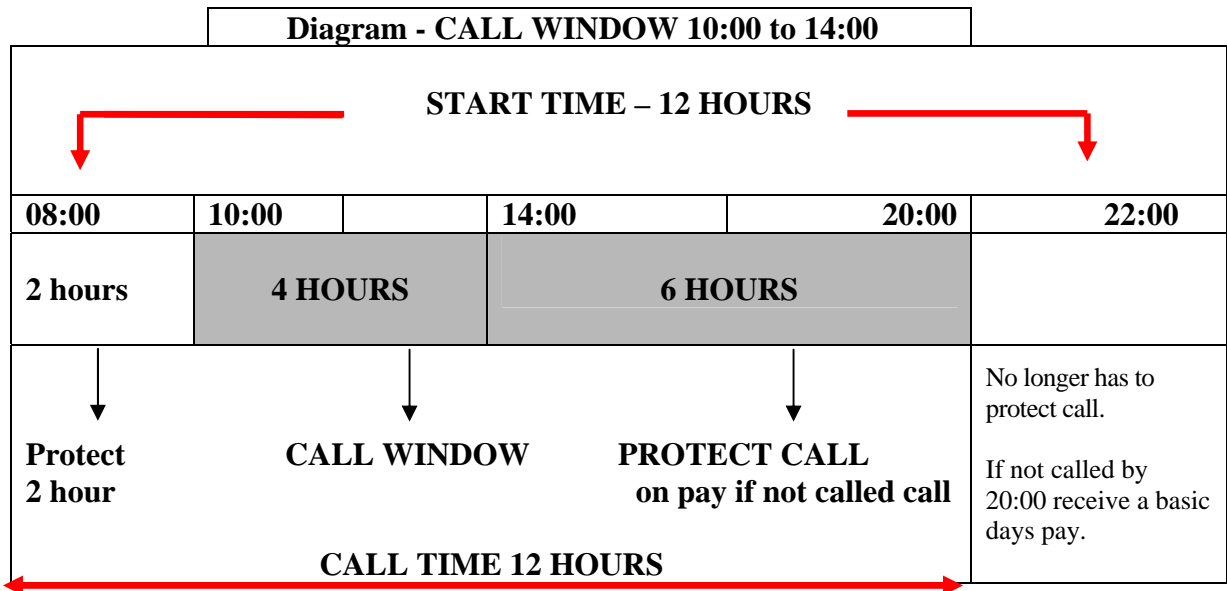 Diagram - CALL WINDOW 10:00 to 14:00
START TIME – 12 HOURS
08:00 10:00 14:00 20:00 22:00
2 hours 4 HOURS 6 HOURS
Protect
2 hour
CALL WINDOW
PROTECT CALL
on pay if not called call
No longer has to
protect call.
If not called by
20:00 receive a basic
days pay.
CALL TIME 12 HOURS